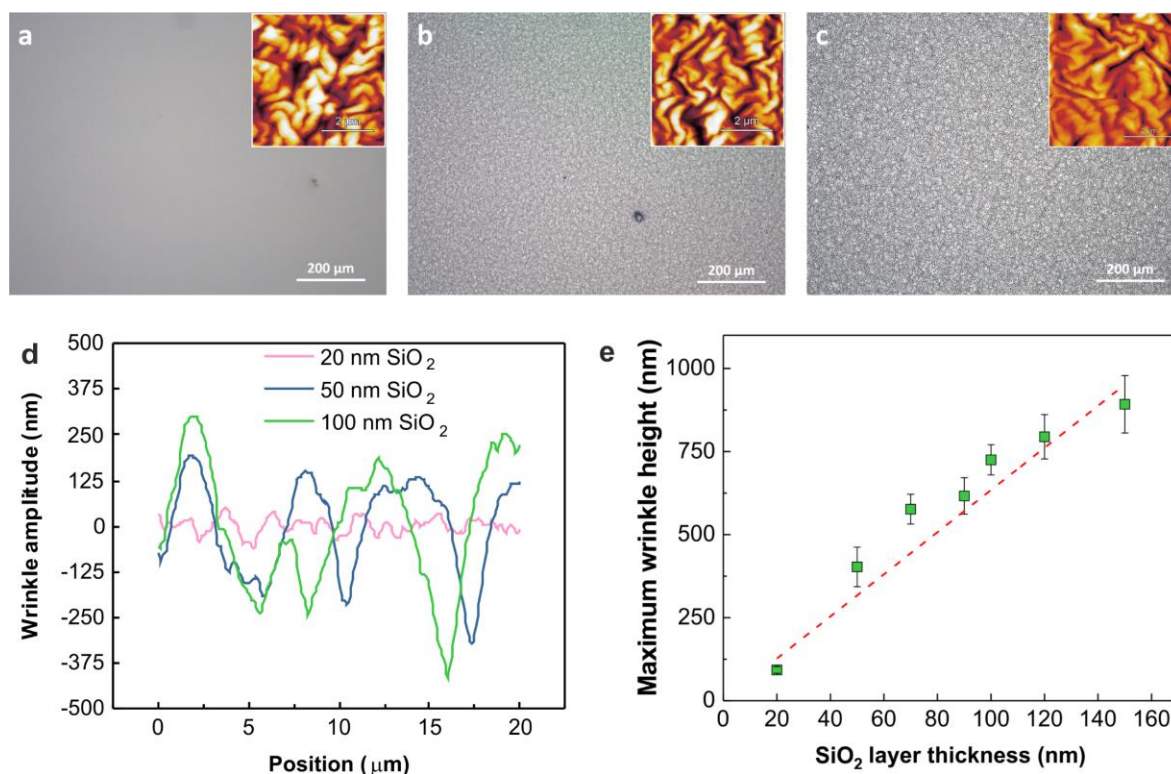 a
2 µm
200 µm
b
2 µm
200 µm
c
200 µm
d
500
375
250
125
0
-125
-250
-375
-500
Wrinkle amplitude (nm)
20 nm SiO2
50 nm SiO2
100 nm SiO2
0
5
10
15
20
Position (µm)
e
1000
750
500
250
0
Maximum wrinkle height (nm)
0
20
40
60
80
100
120
140
160
SiO2 layer thickness (nm)